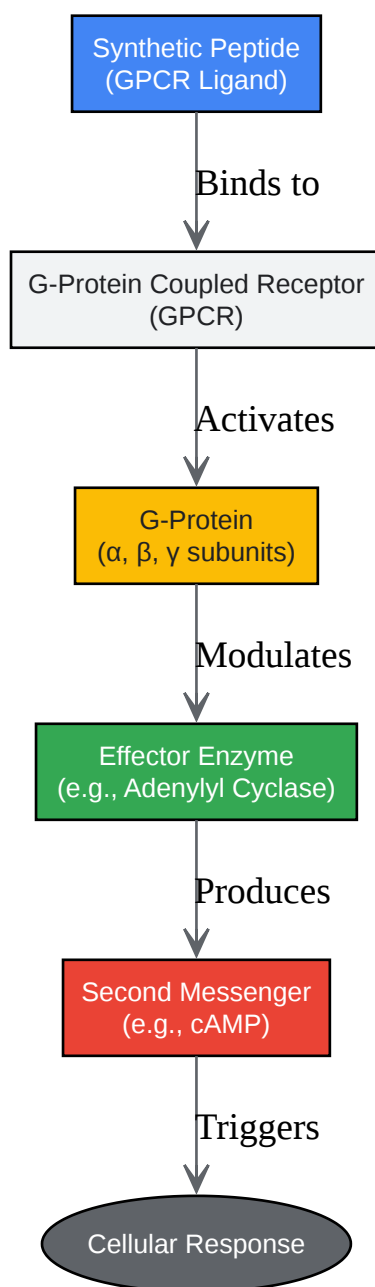 Synthetic Peptide
(GPCR Ligand)
Binds to
G-Protein Coupled Receptor
(GPCR)
Activates
G-Protein
(α, β, γ subunits)
Modulates
Effector Enzyme
(e.g., Adenylyl Cyclase)
Produces
Second Messenger
(e.g., cAMP)
Triggers
Cellular Response